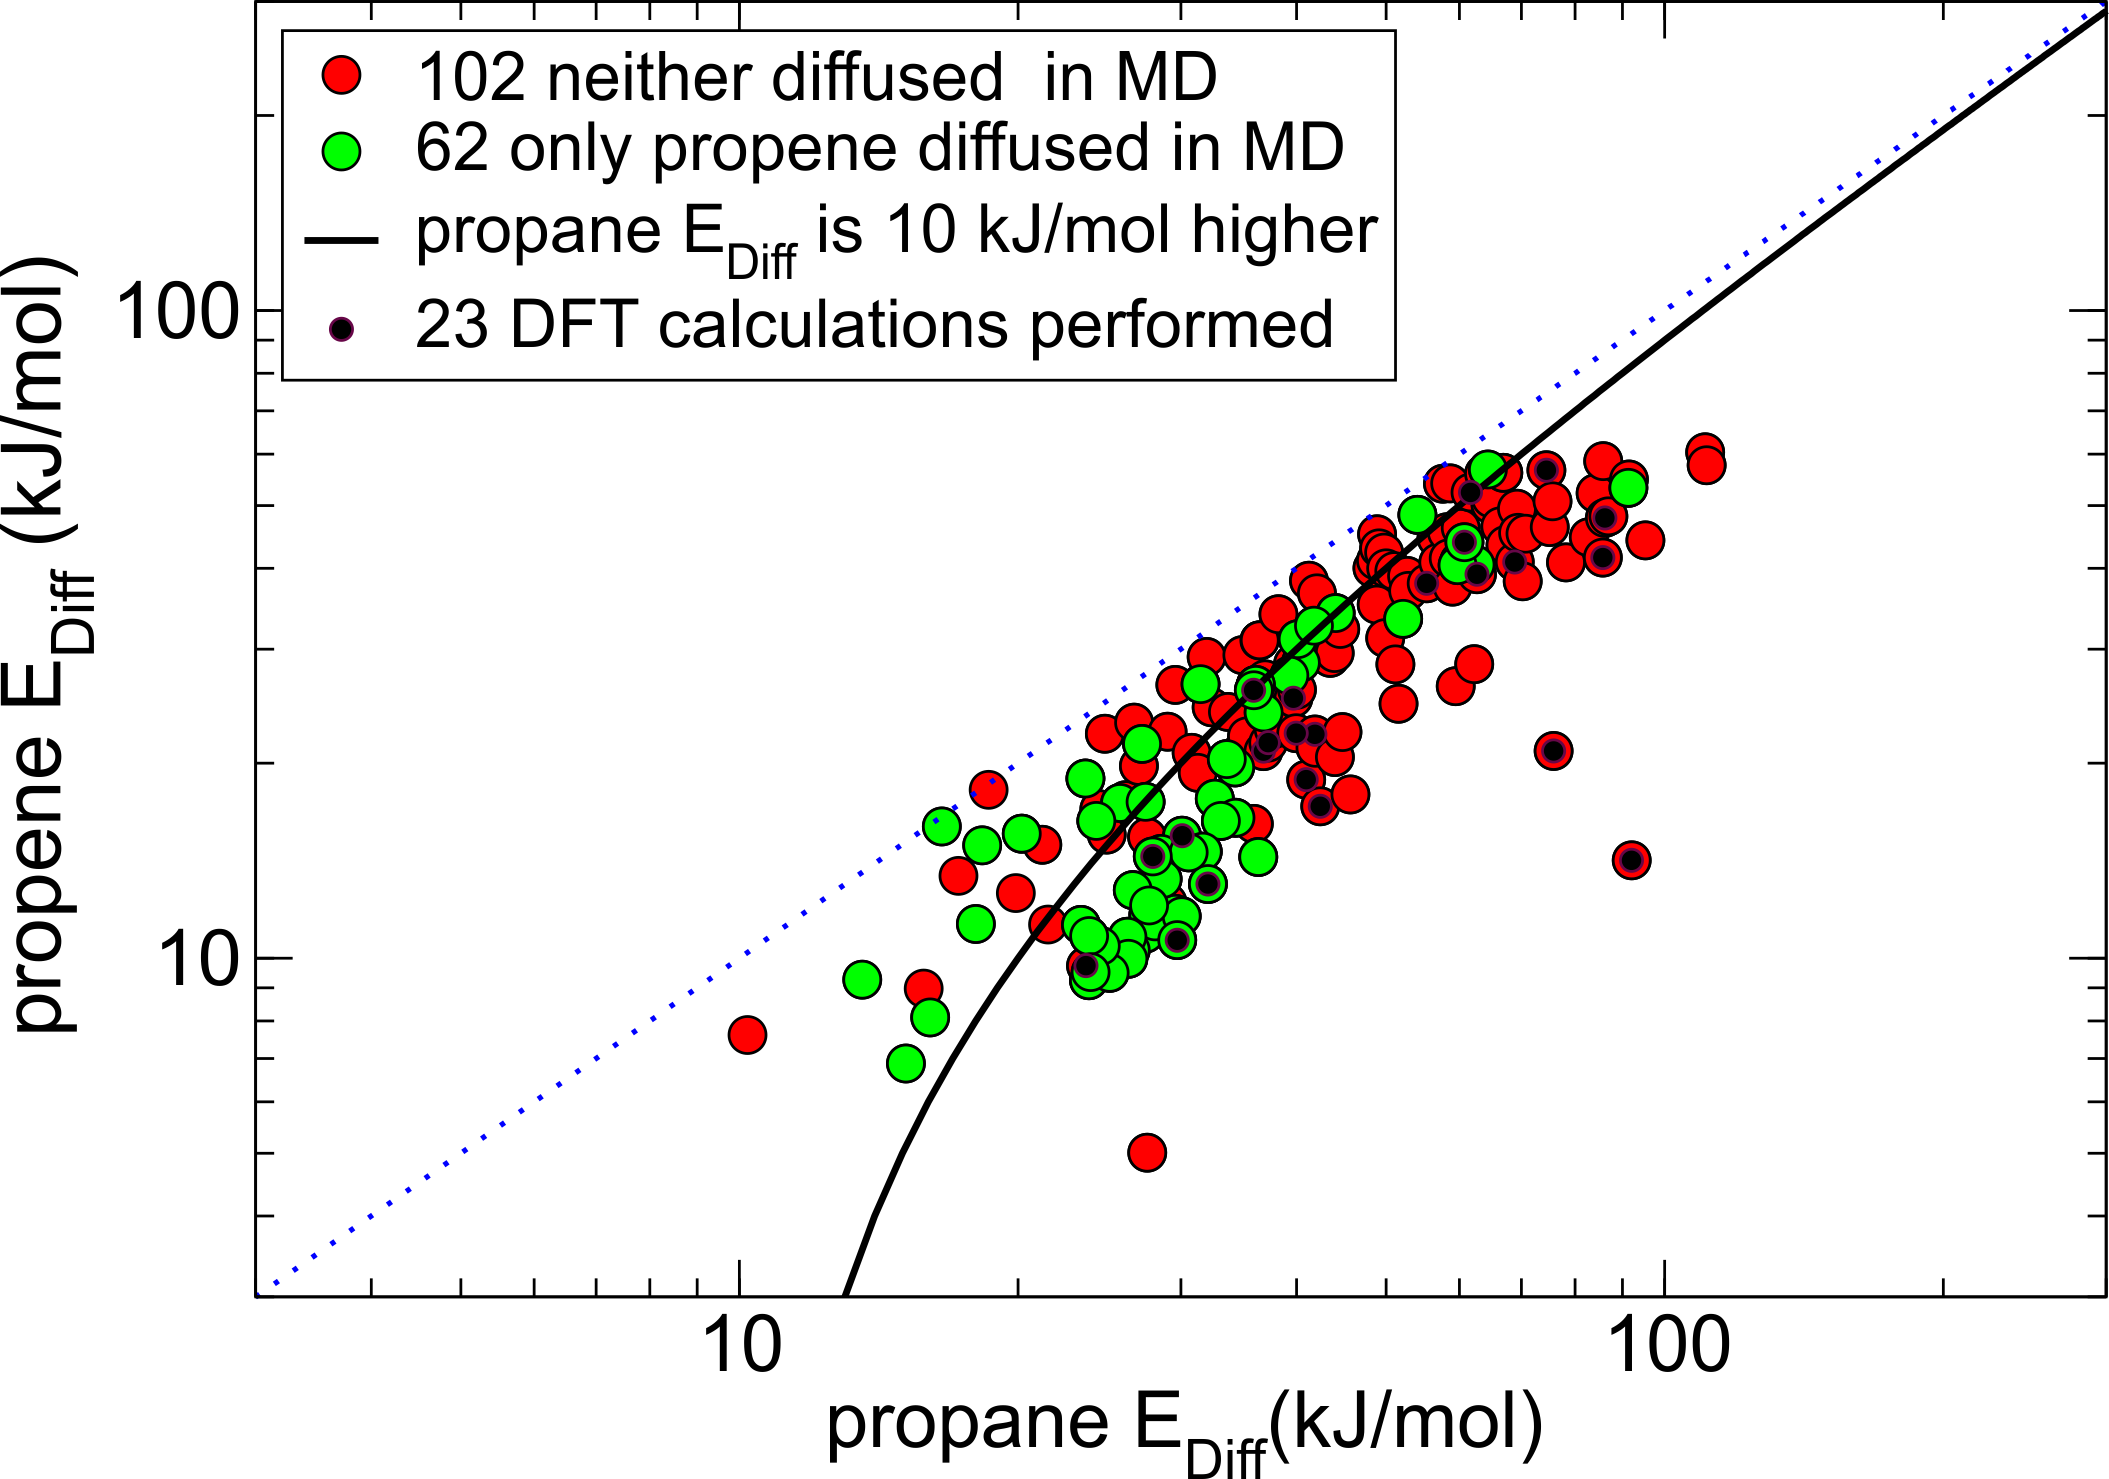 102 neither diffused  in MD
62 only propene diffused in MD
propane EDiff is 10 kJ/mol higher
23 DFT calculations performed
propene EDiff (kJ/mol)
100
10
10
100
propane EDiff(kJ/mol)